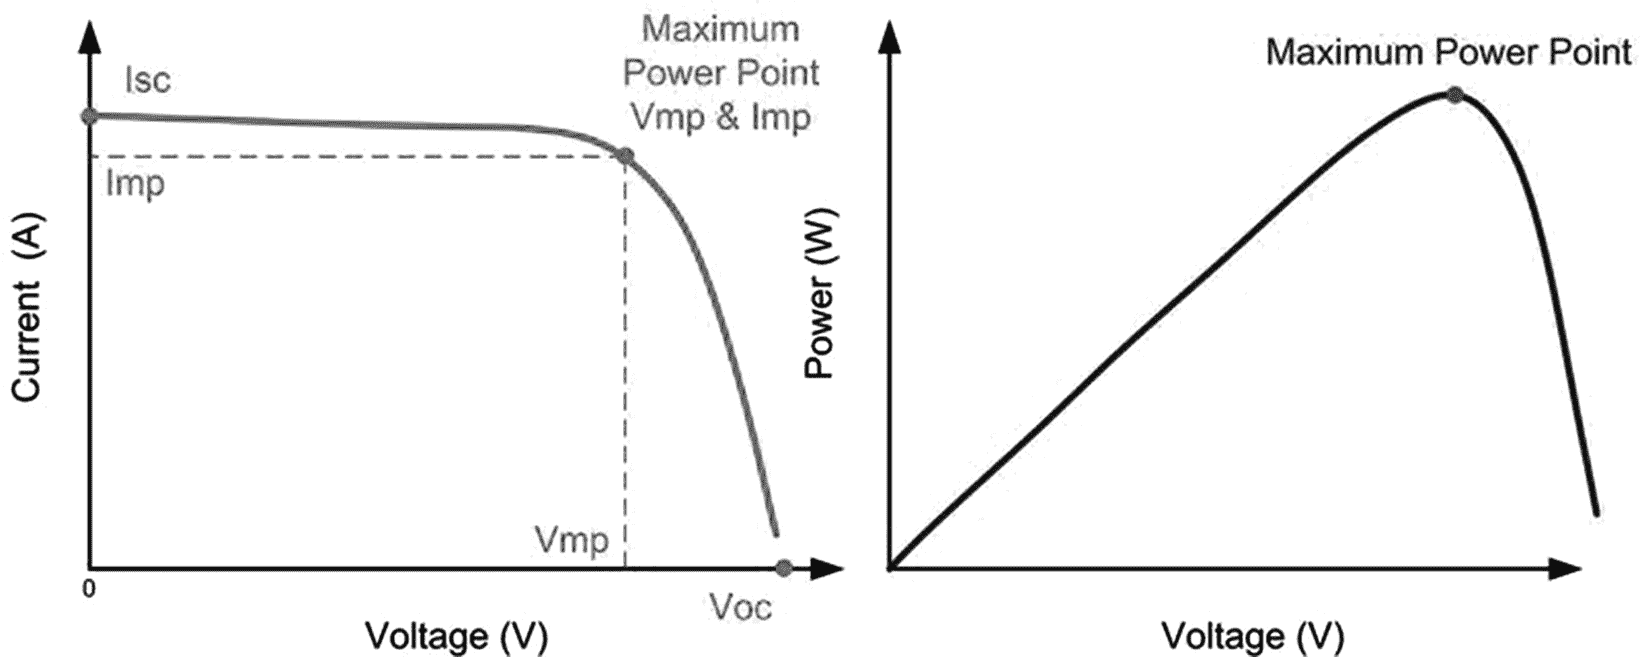 Isc
Maximum
Power Point
Vmp & Imp
Imp
Current (A)
Vmp
0
Voc
Voltage (V)
Maximum Power Point
Power (W)
Voltage (V)